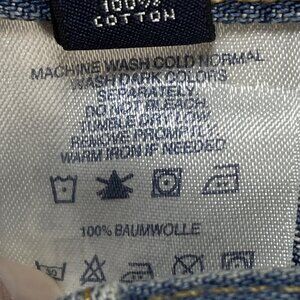 100%
COTTON
MACHINE WASH COLD NORMAL
WASH DARK COLORS
SEPARATELY.
DO NOT BLEACH.
TUMBLE DRY LOW.
REMOVE PROMPTLY.
WARM IRON IF NEEDED.
100% BAUMWOLLE